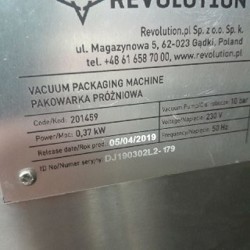 REVOLUTION
Revolution.pl Sp. z o.o. Sp. k.
ul. Magazynowa 5, 62-023 Gądki, Poland
tel. +48 61 658 70 00, www.revolution.pl
VACUUM PACKAGING MACHINE
PAKOWARKA PRÓŻNIOWA
Code/Kod: 201459
Power/Moc: 0,37 kW
Voltage/Napięcie: 230 V
Release date/Rok prod: 05/04/2019
Frequency/Napięcie: 50 Hz
ID No/Numer seryjny: DJ190302L2-179